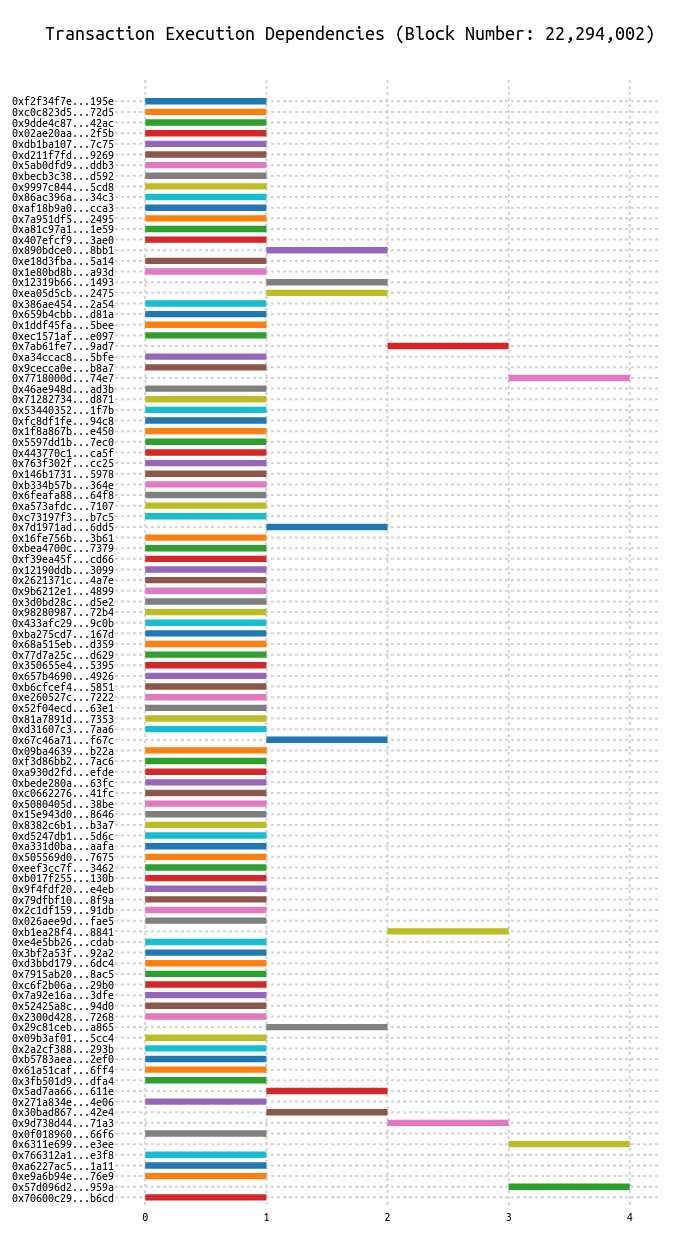 Transaction Execution Dependencies (Block Number: 22,294,002)
0xf2f34f7e...195e
0xc0c823d5...72d5
0x9dde4c87...42ac
0x02ae20aa...2f5b
0xdb1ba107...7c75
0xd211f7fd...9269
0x5ab0dfd9...ddb3
0xbecb3c38...d592
0x9997c844...5cd8
0x86ac396a...34c3
0xaf18b9a0...cca3
0x7a951df5...2495
0xa81c97a1...1e59
0x407efcf9...3ae0
0x890bdce0...8bb1
0xe18d3fba...5a14
0x1e80bd8b...a93d
0x12319b66...1493
0xea05d5cb...2475
0x386ae454...2a54
0x659b4cbb...d81a
0x1ddf45fa...5bee
0xec1571af...e097
0x7ab61fe7...9ad7
0xa34ccac8...5bfe
0x9cecca0e...b8a7
0x7718000d...74e7
0x46ae948d...ad3b
0x71282734...d871
0x53440352...1f7b
0xfc8df1fe...94c8
0x1f8a867b...e450
0x5597dd1b...7ec0
0x443770c1...ca5f
0x763f302f...cc25
0x146b1731...5978
0xb334b57b...364e
0x6feafa88...64f8
0xa573afdc...7107
0xc73197f3...b7c5
0x7d1971ad...6dd5
0x16fe756b...3b61
0xbea4700c...7379
0xf39ea45f...cd66
0x12190ddb...3099
0x2621371c...4a7e
0x9b6212e1...4899
0x3d0bd28c...d5e2
0x98280987...72b4
0x433afc29...9c0b
0xba275cd7...167d
0x68a515eb...d359
0x77d7a25c...d629
0x350655e4...5395
0x657b4690...4926
0xb6cfcef4...5851
0xe260527c...7222
0x52f04ecd...63e1
0x81a7891d...7353
0xd31607c3...7aa6
0x67c46a71...f67c
0x09ba4639...b22a
0xf3d86bb2...7ac6
0xa930d2fd...efde
0xbede280a...63fc
0xc0662276...41fc
0x5080405d...38be
0x15e943d0...8646
0x8382c6b1...b3a7
0xd5247db1...5d6c
0xa331d0ba...aafa
0x505569d0...7675
0xeef3cc7f...3462
0xb017f255...130b
0x9f4fdf20...e4eb
0x79dfbf10...8f9a
0x2c1df159...91db
0x026aee9d...fae5
0xb1ea28f4...8841
0xe4e5bb26...cdab
0x3bf2a53f...92a2
0xd3bbd179...6dc4
0x7915ab20...8ac5
0xc6f2b06a...29b0
0x7a92e16a...3dfe
0x52425a8c...94d0
0x2300d428...7268
0x29c81ceb...a865
0x09b3af01...5cc4
0x2a2cf388...293b
0xb5783aea...2ef0
0x61a51caf...6ff4
0x3fb501d9...dfa4
0x5ad7aa66...611e
0x271a834e...4e06
0x30bad867...42e4
0x9d738d44...71a3
0x0f018960...66f6
0x6311e699...e3ee
0x766312a1...e3f8
0xa6227ac5...1a11
0xe9a6b94e...76e9
0x57d096d2...959a
0x70600c29...b6cd
0 1 2 3 4